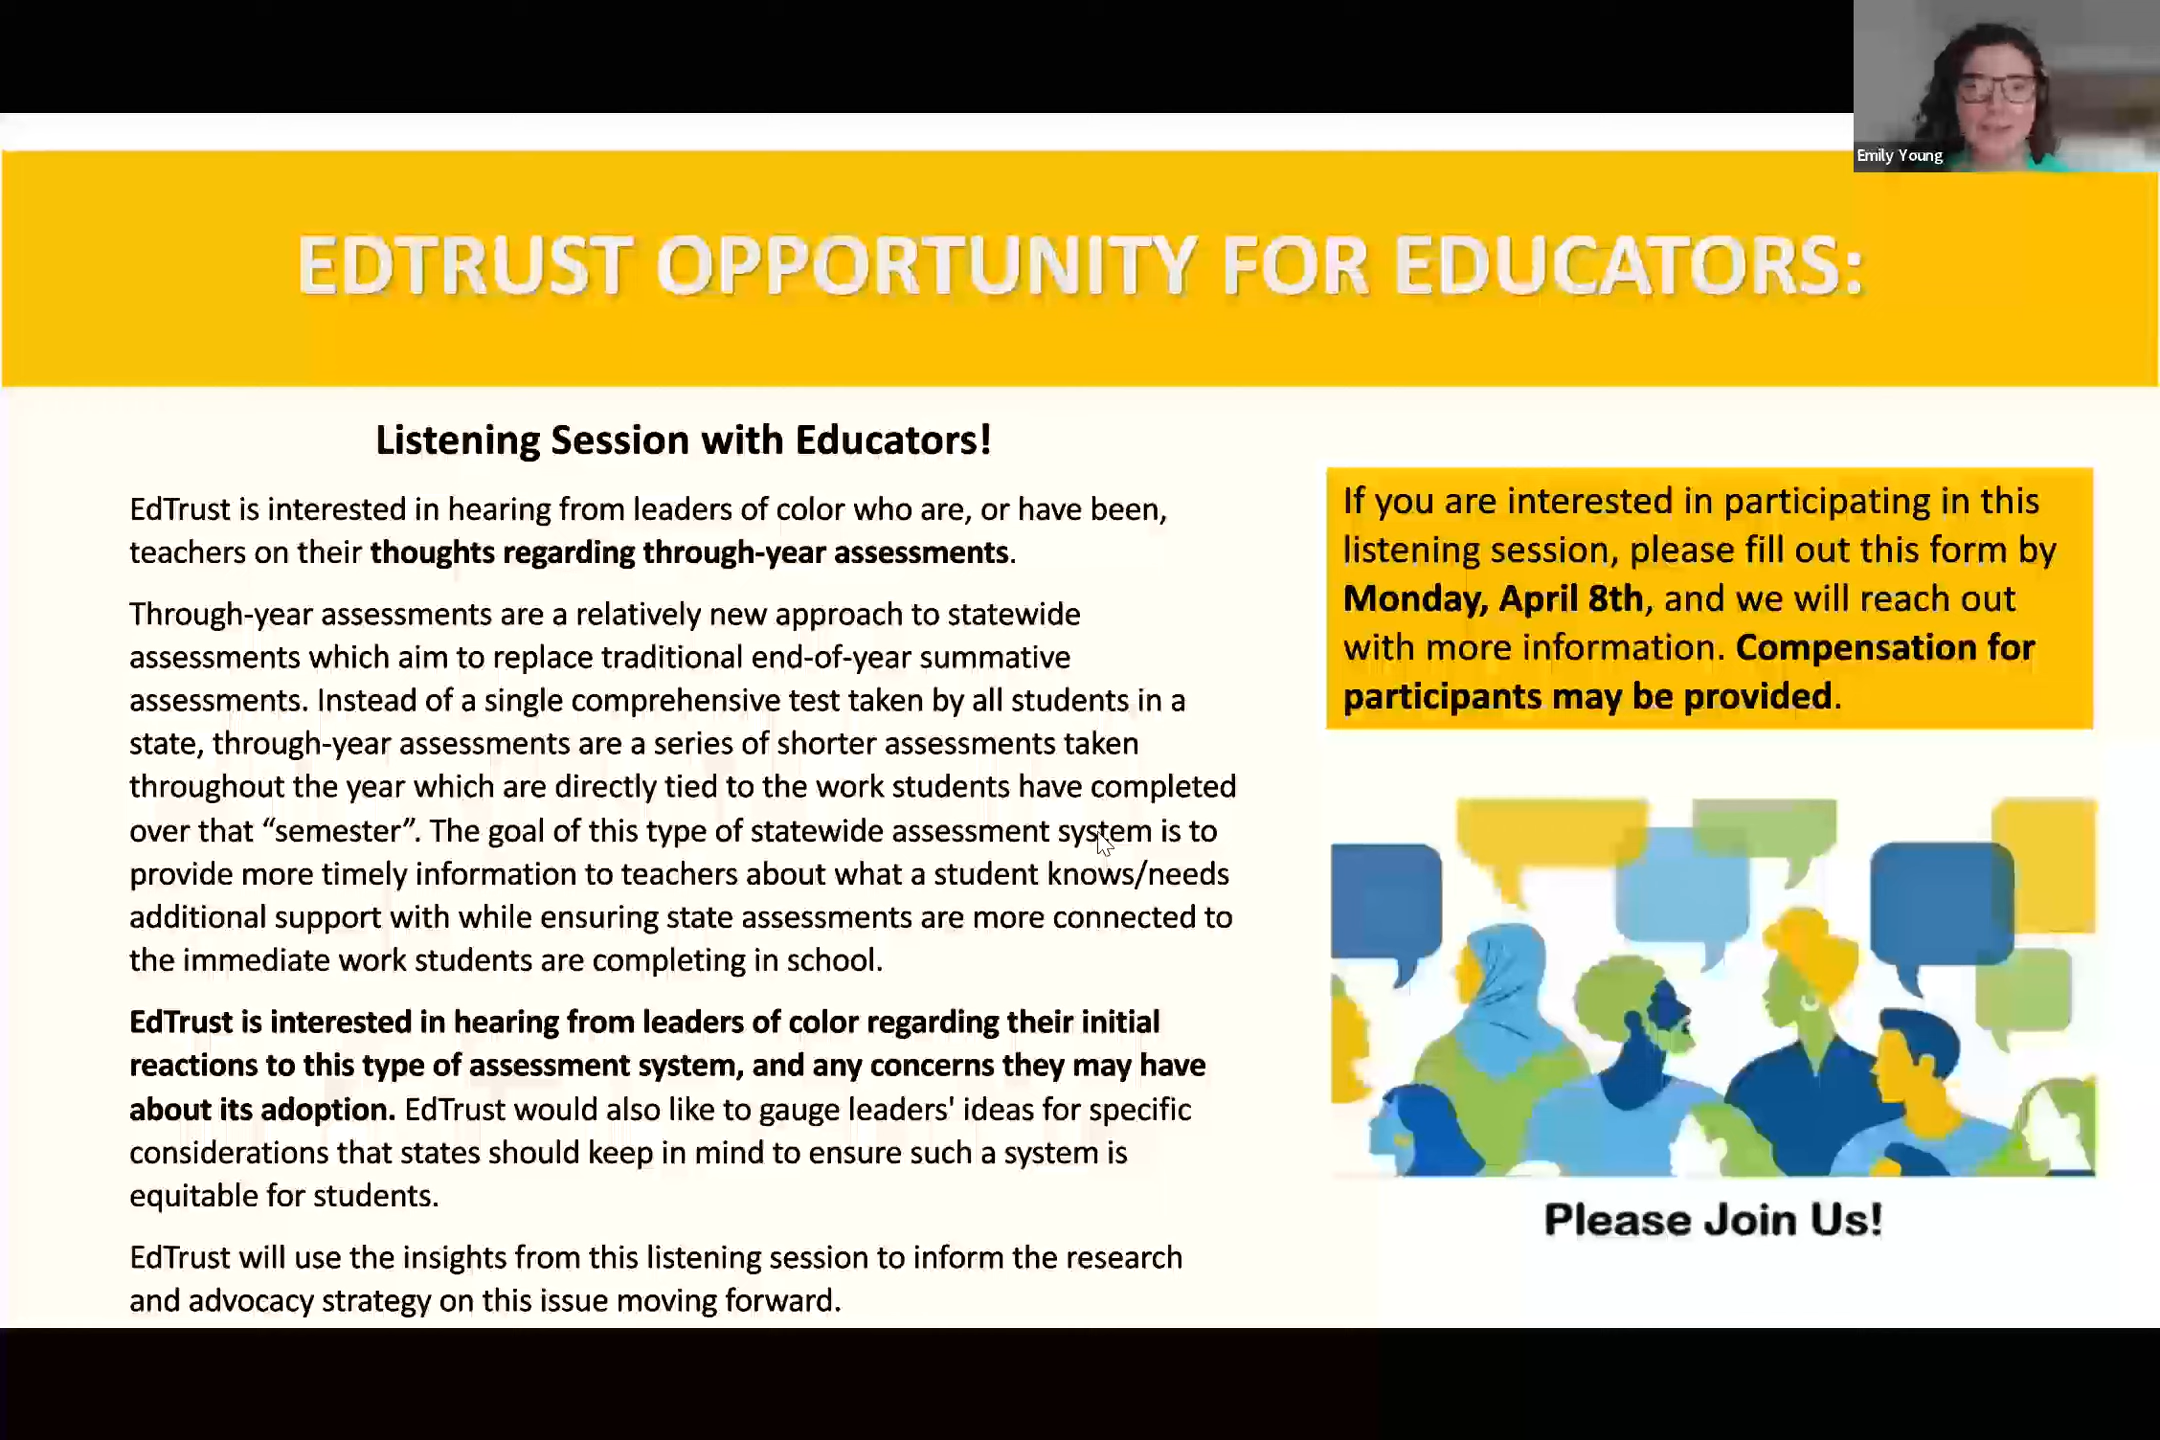 Emily Young
EDTRUST OPPORTUNITY FOR EDUCATORS:
Listening Session with Educators!
EdTrust is interested in hearing from leaders of color who are, or have been,
teachers on their thoughts regarding through-year assessments.
Through-year assessments are a relatively new approach to statewide
assessments which aim to replace traditional end-of-year summative
assessments. Instead of a single comprehensive test taken by all students in a
state, through-year assessments are a series of shorter assessments taken
throughout the year which are directly tied to the work students have completed
over that “semester”. The goal of this type of statewide assessment system is to
provide more timely information to teachers about what a student knows/needs
additional support with while ensuring state assessments are more connected to
the immediate work students are completing in school.
EdTrust is interested in hearing from leaders of color regarding their initial
reactions to this type of assessment system, and any concerns they may have
about its adoption. EdTrust would also like to gauge leaders' ideas for specific
considerations that states should keep in mind to ensure such a system is
equitable for students.
EdTrust will use the insights from this listening session to inform the research
and advocacy strategy on this issue moving forward.
If you are interested in participating in this
listening session, please fill out this form by
Monday, April 8th, and we will reach out
with more information. Compensation for
participants may be provided.
Please Join Us!